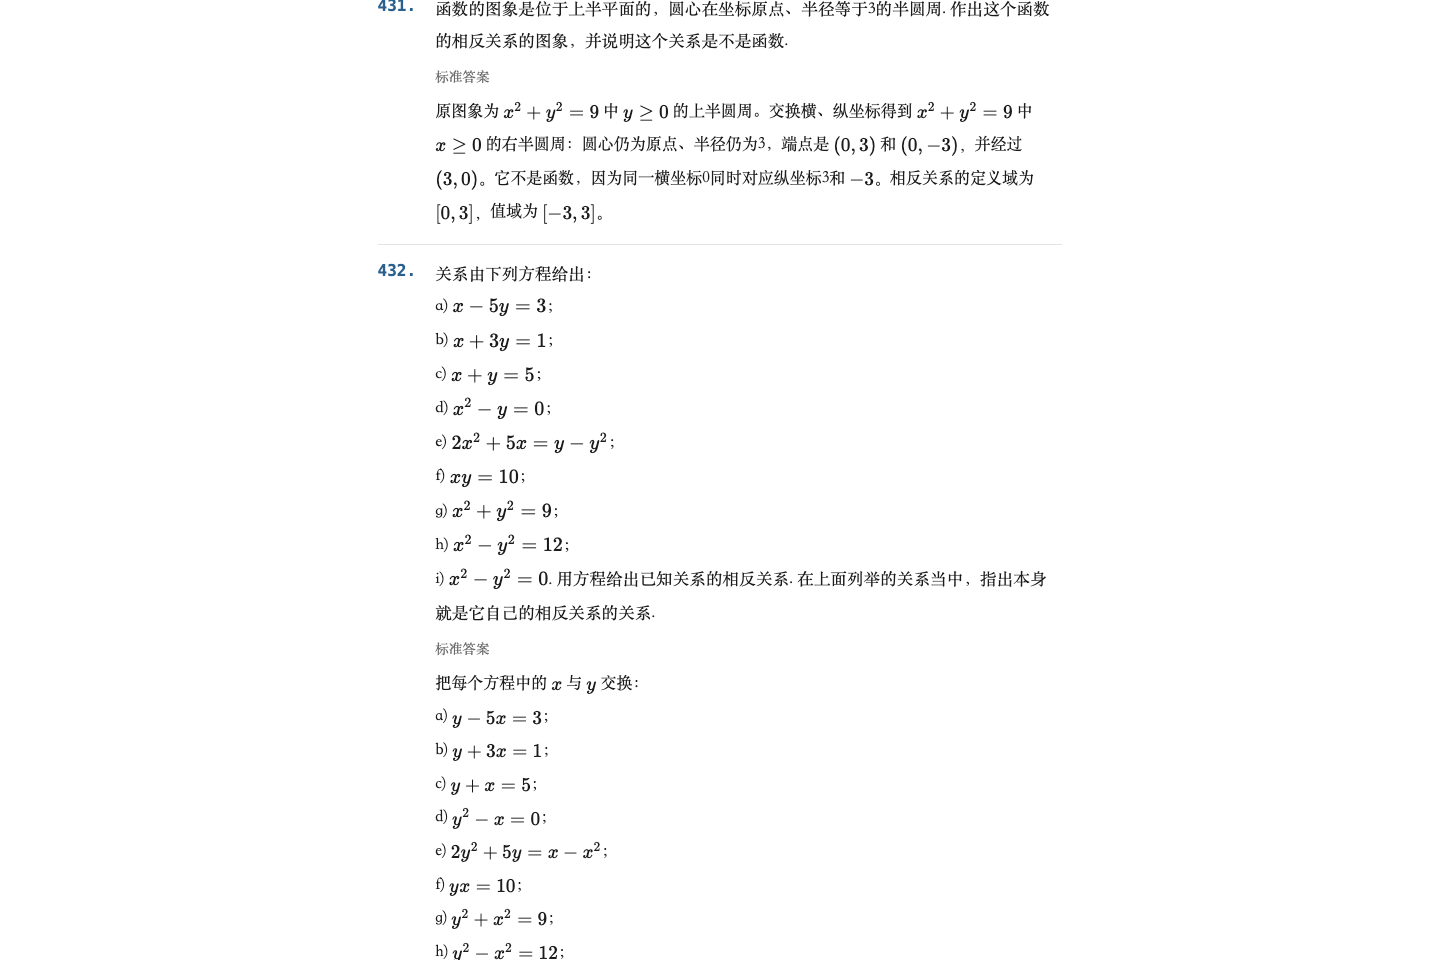 431. 函数的图象是位于上半平面的，圆心在坐标原点、半径等于3的半圆周. 作出这个函数
的相反关系的图象，并说明这个关系是不是函数.
标准答案
原图象为 x² + y² = 9 中 y ≥ 0 的上半圆周。交换横、纵坐标得到 x² + y² = 9 中
x ≥ 0 的右半圆周：圆心仍为原点、半径仍为3，端点是 (0, 3) 和 (0, −3)，并经过
(3, 0)。它不是函数，因为同一横坐标0同时对应纵坐标3和 −3。相反关系的定义域为
[0, 3]，值域为 [−3, 3]。
432. 关系由下列方程给出：
a) x − 5y = 3；
b) x + 3y = 1；
c) x + y = 5；
d) x² − y = 0；
e) 2x² + 5x = y − y²；
f) xy = 10；
g) x² + y² = 9；
h) x² − y² = 12；
i) x² − y² = 0. 用方程给出已知关系的相反关系. 在上面列举的关系当中，指出本身
就是它自己的相反关系的关系.
标准答案
把每个方程中的 x 与 y 交换：
a) y − 5x = 3；
b) y + 3x = 1；
c) y + x = 5；
d) y² − x = 0；
e) 2y² + 5y = x − x²；
f) yx = 10；
g) y² + x² = 9；
h) y² − x² = 12；